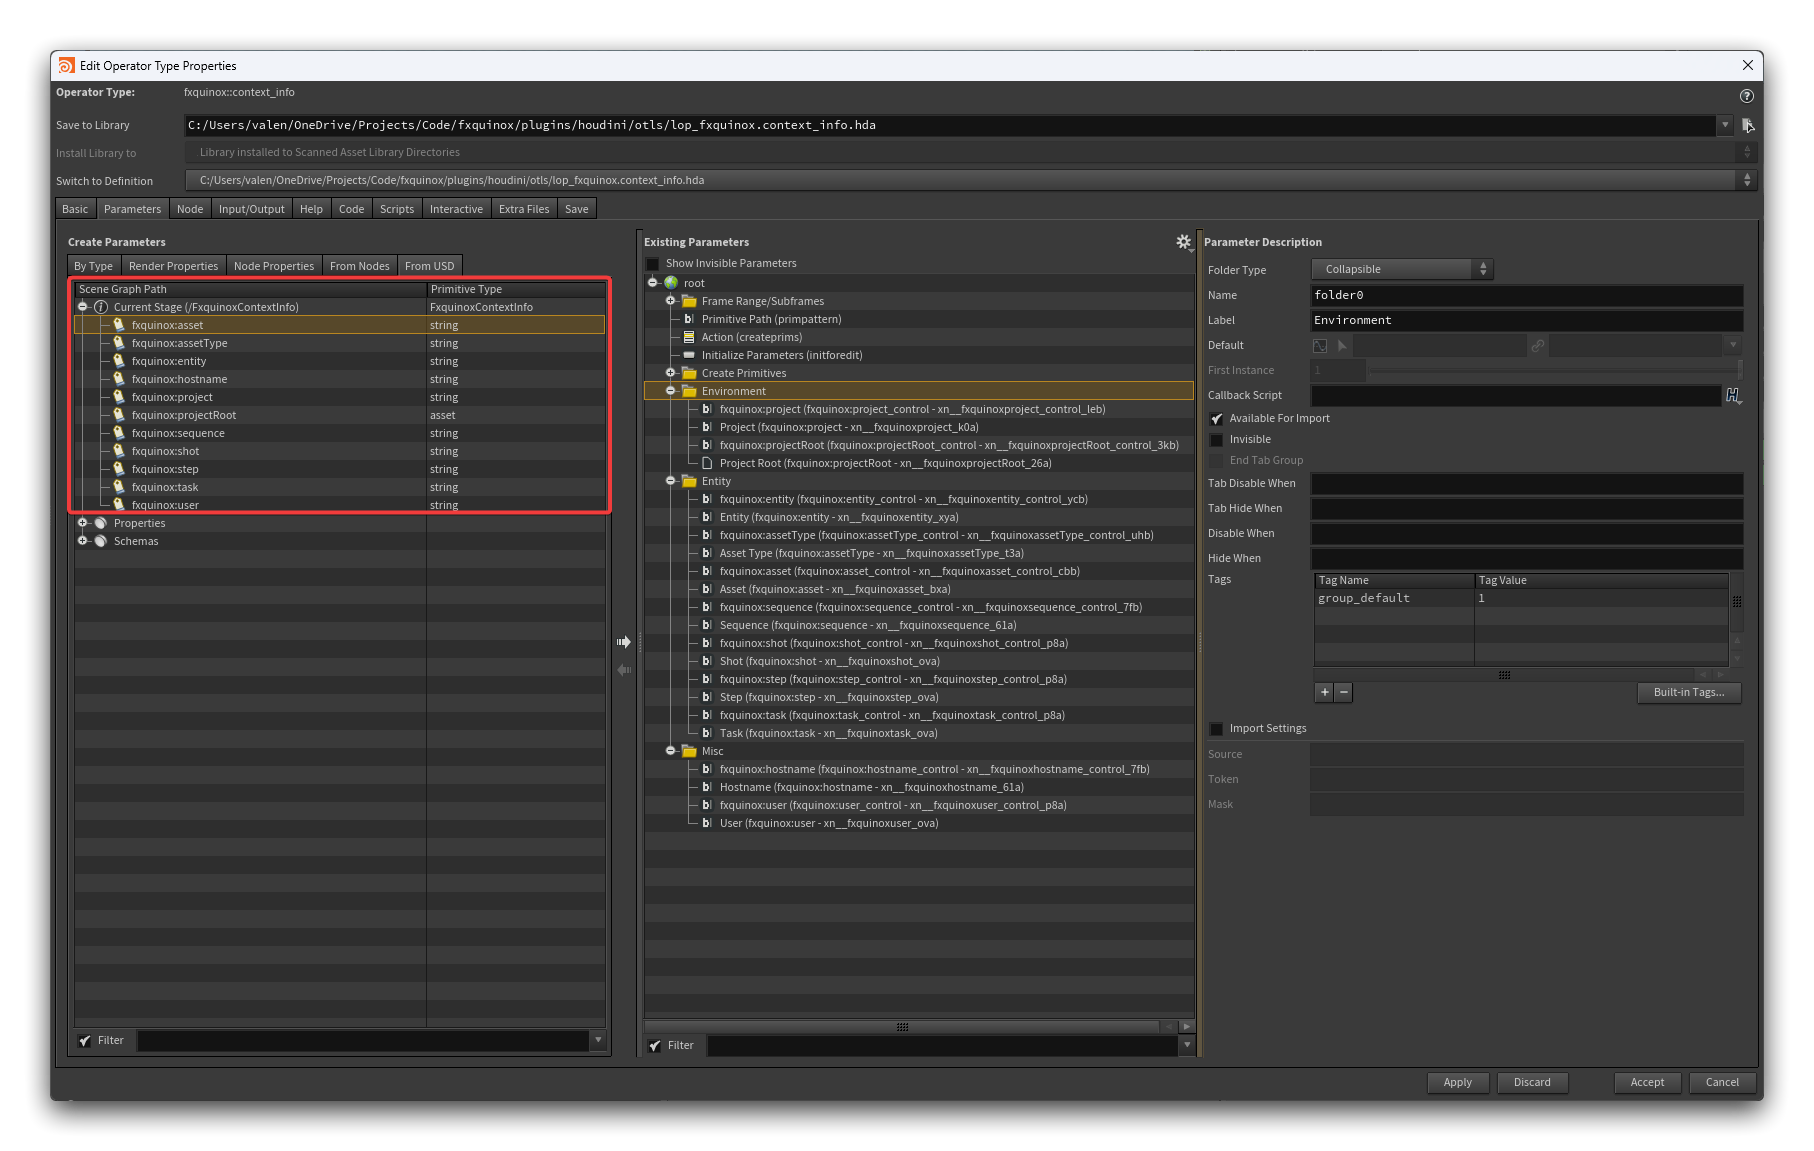 Edit Operator Type Properties
Operator Type: fxquinox::context_info
Save to Library C:/Users/valen/OneDrive/Projects/Code/fxquinox/plugins/houdini/otls/lop_fxquinox.context_info.hda
Install Library to Library installed to Scanned Asset Library Directories
Switch to Definition C:/Users/valen/OneDrive/Projects/Code/fxquinox/plugins/houdini/otls/lop_fxquinox.context_info.hda
Basic Parameters Node Input/Output Help Code Scripts Interactive Extra Files Save
Create Parameters
By Type Render Properties Node Properties From Nodes From USD
Scene Graph Path Primitive Type
Current Stage (/FxquinoxContextInfo) FxquinoxContextInfo
fxquinox:asset string
fxquinox:assetType string
fxquinox:entity string
fxquinox:hostname string
fxquinox:project string
fxquinox:projectRoot asset
fxquinox:sequence string
fxquinox:shot string
fxquinox:step string
fxquinox:task string
fxquinox:user string
Properties
Schemas
Filter
Existing Parameters
Show Invisible Parameters
root
Frame Range/Subframes
Primitive Path (primpattern)
Action (createprims)
Initialize Parameters (initforedit)
Create Primitives
Environment
fxquinox:project (fxquinox:project_control - xn__fxquinoxproject_control_leb)
Project (fxquinox:project - xn__fxquinoxproject_k0a)
fxquinox:projectRoot (fxquinox:projectRoot_control - xn__fxquinoxprojectRoot_control_3kb)
Project Root (fxquinox:projectRoot - xn__fxquinoxprojectRoot_26a)
Entity
fxquinox:entity (fxquinox:entity_control - xn__fxquinoxentity_control_ycb)
Entity (fxquinox:entity - xn__fxquinoxentity_xya)
fxquinox:assetType (fxquinox:assetType_control - xn__fxquinoxassetType_control_uhb)
Asset Type (fxquinox:assetType - xn__fxquinoxassetType_t3a)
fxquinox:asset (fxquinox:asset_control - xn__fxquinoxasset_control_cbb)
Asset (fxquinox:asset - xn__fxquinoxasset_bxa)
fxquinox:sequence (fxquinox:sequence_control - xn__fxquinoxsequence_control_7fb)
Sequence (fxquinox:sequence - xn__fxquinoxsequence_61a)
fxquinox:shot (fxquinox:shot_control - xn__fxquinoxshot_control_p8a)
Shot (fxquinox:shot - xn__fxquinoxshot_ova)
fxquinox:step (fxquinox:step_control - xn__fxquinoxstep_control_p8a)
Step (fxquinox:step - xn__fxquinoxstep_ova)
fxquinox:task (fxquinox:task_control - xn__fxquinoxtask_control_p8a)
Task (fxquinox:task - xn__fxquinoxtask_ova)
Misc
fxquinox:hostname (fxquinox:hostname_control - xn__fxquinoxhostname_control_7fb)
Hostname (fxquinox:hostname - xn__fxquinoxhostname_61a)
fxquinox:user (fxquinox:user_control - xn__fxquinoxuser_control_p8a)
User (fxquinox:user - xn__fxquinoxuser_ova)
Filter
Parameter Description
Folder Type Collapsible
Name folder0
Label Environment
Default
First Instance 1
Callback Script
Available For Import
Invisible
End Tab Group
Tab Disable When
Tab Hide When
Disable When
Hide When
Tags Tag Name Tag Value
group_default 1
+ − Built-in Tags...
Import Settings
Source
Token
Mask
Apply Discard Accept Cancel